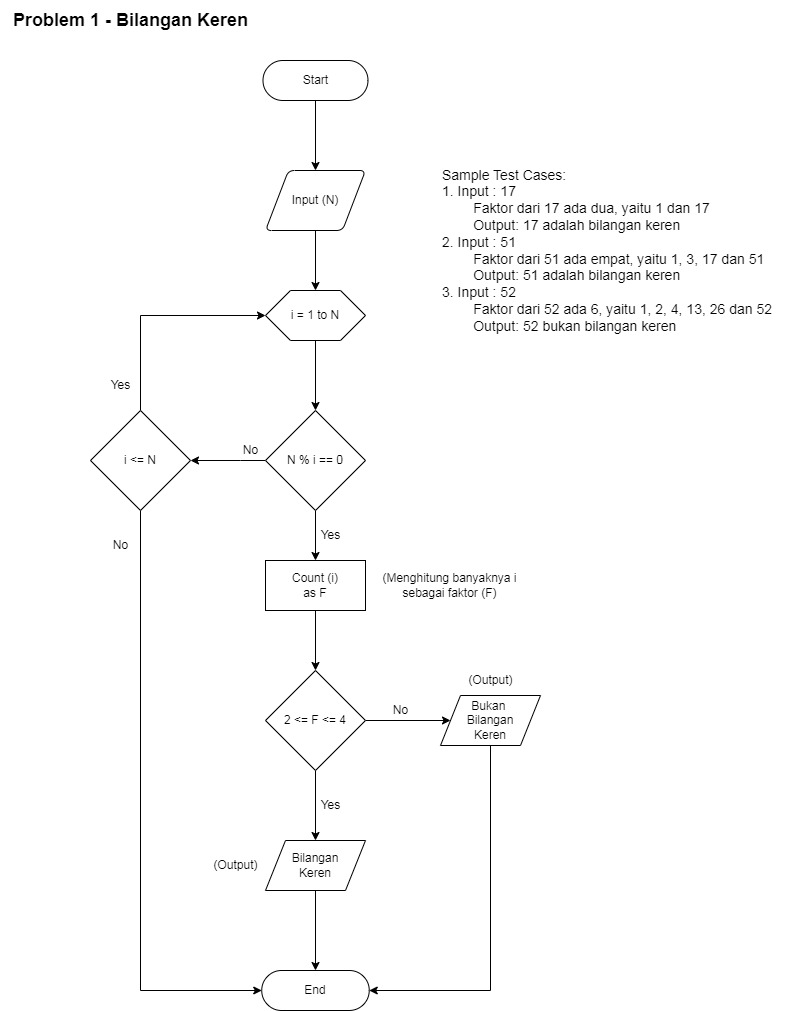 Problem 1 - Bilangan Keren
Start
Input (N)
Sample Test Cases:
1. Input : 17
Faktor dari 17 ada dua, yaitu 1 dan 17
Output: 17 adalah bilangan keren
2. Input : 51
Faktor dari 51 ada empat, yaitu 1, 3, 17 dan 51
Output: 51 adalah bilangan keren
3. Input : 52
Faktor dari 52 ada 6, yaitu 1, 2, 4, 13, 26 dan 52
Output: 52 bukan bilangan keren
i = 1 to N
Yes
i <= N
No
N % i == 0
No
Yes
Count (i)
as F
(Menghitung banyaknya i
sebagai faktor (F)
2 <= F <= 4
No
(Output)
Bukan
Bilangan
Keren
Yes
(Output)
Bilangan
Keren
End